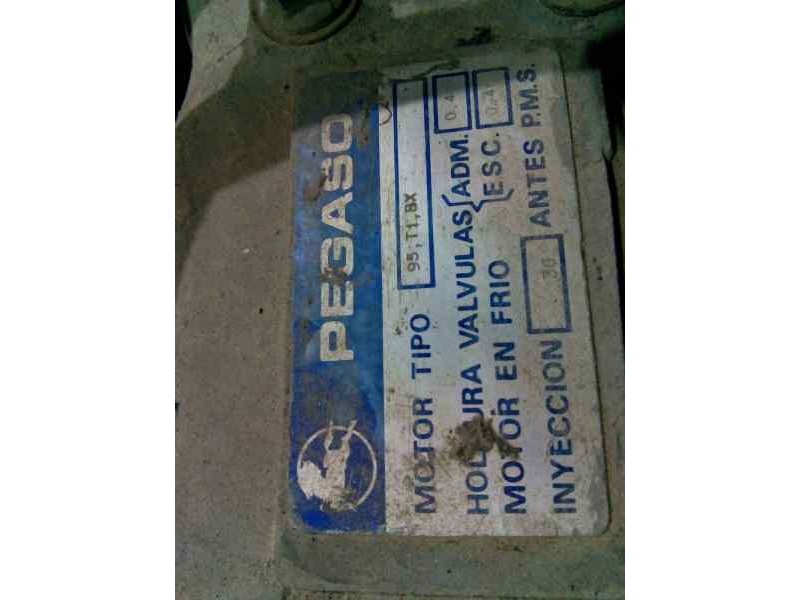 PEGASO
MOTOR TIPO 95,T1,BX
VALVULAS ADM. 0.4
MOTOR EN FRIO ESC. 0.4
INYECCION 30 ANTES P.M.S.